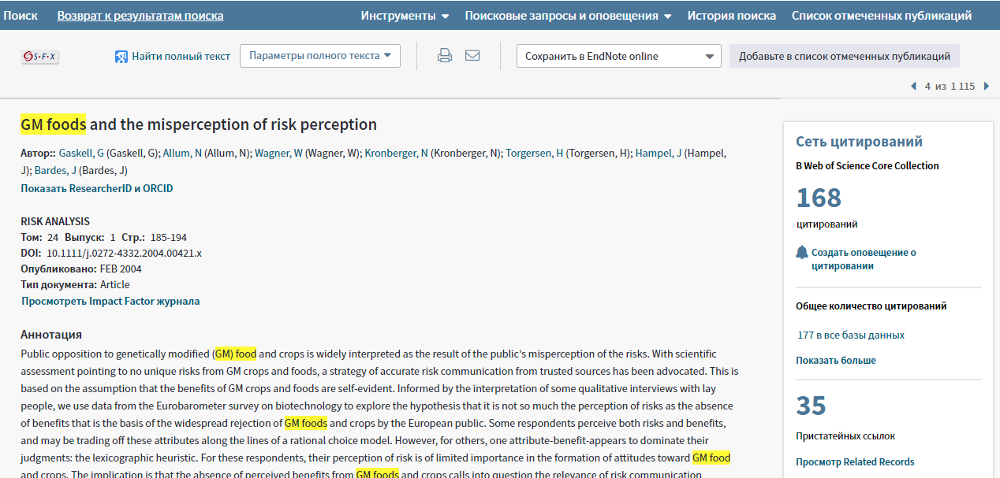 Поиск Возврат к результатам поиска Инструменты Поисковые запросы и оповещения История поиска Список отмеченных публикаций
S·F·X Найти полный текст Параметры полного текста Сохранить в EndNote online Добавьте в список отмеченных публикаций
4 из 1 115
GM foods and the misperception of risk perception
Автор:: Gaskell, G (Gaskell, G); Allum, N (Allum, N); Wagner, W (Wagner, W); Kronberger, N (Kronberger, N); Torgersen, H (Torgersen, H); Hampel, J (Hampel,
J); Bardes, J (Bardes, J)
Показать ResearcherID и ORCID
RISK ANALYSIS
Том: 24 Выпуск: 1 Стр.: 185-194
DOI: 10.1111/j.0272-4332.2004.00421.x
Опубликовано: FEB 2004
Тип документа: Article
Просмотреть Impact Factor журнала
Аннотация
Public opposition to genetically modified (GM) food and crops is widely interpreted as the result of the public's misperception of the risks. With scientific
assessment pointing to no unique risks from GM crops and foods, a strategy of accurate risk communication from trusted sources has been advocated. This is
based on the assumption that the benefits of GM crops and foods are self-evident. Informed by the interpretation of some qualitative interviews with lay
people, we use data from the Eurobarometer survey on biotechnology to explore the hypothesis that it is not so much the perception of risks as the absence
of benefits that is the basis of the widespread rejection of GM foods and crops by the European public. Some respondents perceive both risks and benefits,
and may be trading off these attributes along the lines of a rational choice model. However, for others, one attribute-benefit-appears to dominate their
judgments: the lexicographic heuristic. For these respondents, their perception of risk is of limited importance in the formation of attitudes toward GM food
and crops. The implication is that the absence of perceived benefits from GM foods and crops calls into question the relevance of risk communication
Сеть цитирований
В Web of Science Core Collection
168
цитирований
Создать оповещение о
цитировании
Общее количество цитирований
177 в все базы данных
Показать больше
35
Пристатейных ссылок
Просмотр Related Records